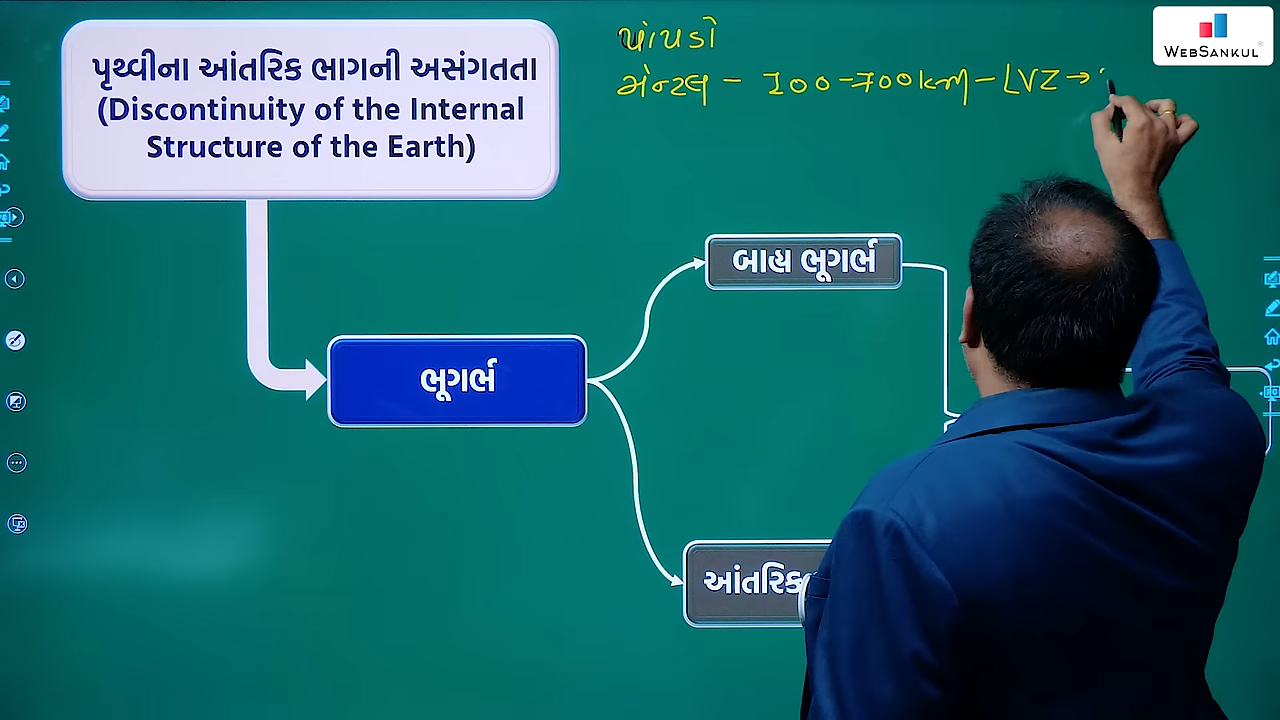 પૃથ્વીના આંતરિક ભાગની અસંગતતા
(Discontinuity of the Internal
Structure of the Earth)
પોપડો
મેન્ટલ - 100-700km - LVZ →
WEBSANKUL
બાહ્ય ભૂગર્ભ
ભૂગર્ભ
આંતરિક